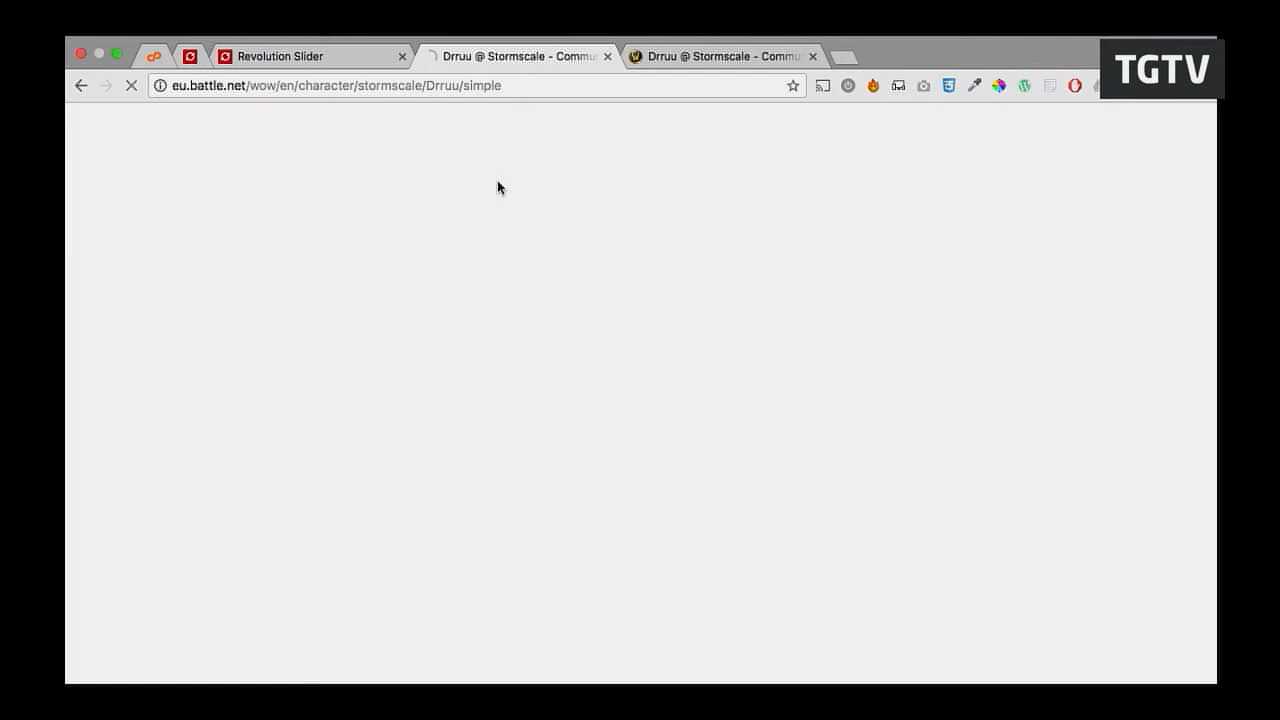 Revolution Slider
Drruu @ Stormscale - Commu
Drruu @ Stormscale - Commu
TGTV
eu.battle.net/wow/en/character/stormscale/Drruu/simple